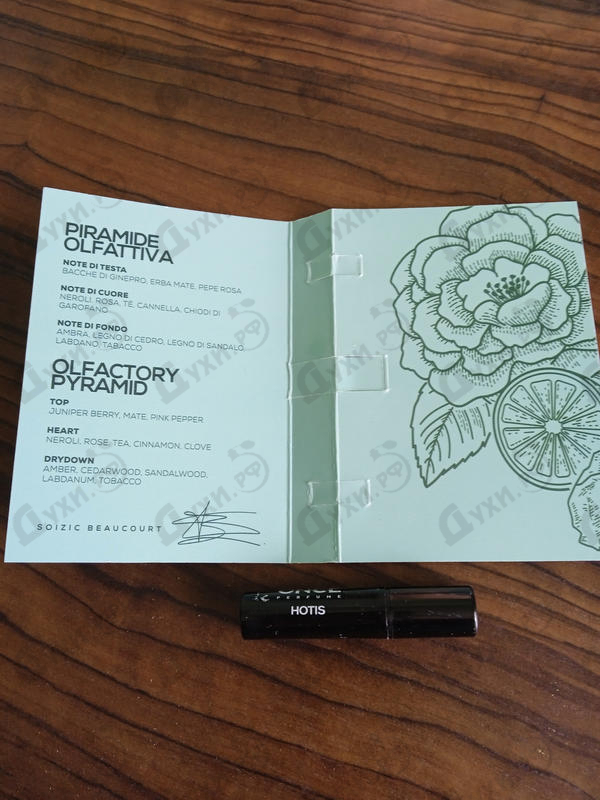 PIRAMIDE
OLFATTIVA
NOTE DI TESTA
BACCHE DI GINEPRO, ERBA MATE, PEPE ROSA
NOTE DI CUORE
NEROLI, ROSA, TÈ, CANNELLA, CHIODI DI
GAROFANO
NOTE DI FONDO
AMBRA, LEGNO DI CEDRO, LEGNO DI SANDALO,
LABDANO, TABACCO
OLFACTORY
PYRAMID
TOP
JUNIPER BERRY, MATE, PINK PEPPER
HEART
NEROLI, ROSE, TEA, CINNAMON, CLOVE
DRYDOWN
AMBER, CEDARWOOD, SANDALWOOD,
LABDANUM, TOBACCO
SOIZIC BEAUCOURT
PERFUME
HOTIS
Духи.РФ